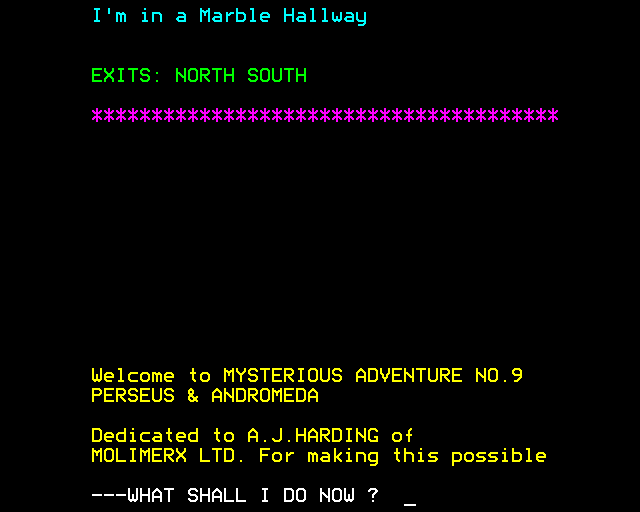 I'm in a Marble Hallway
EXITS: NORTH SOUTH
***************************************
Welcome to MYSTERIOUS ADVENTURE NO.9
PERSEUS & ANDROMEDA
Dedicated to A.J.HARDING of
MOLIMERX LTD. For making this possible
---WHAT SHALL I DO NOW ? _